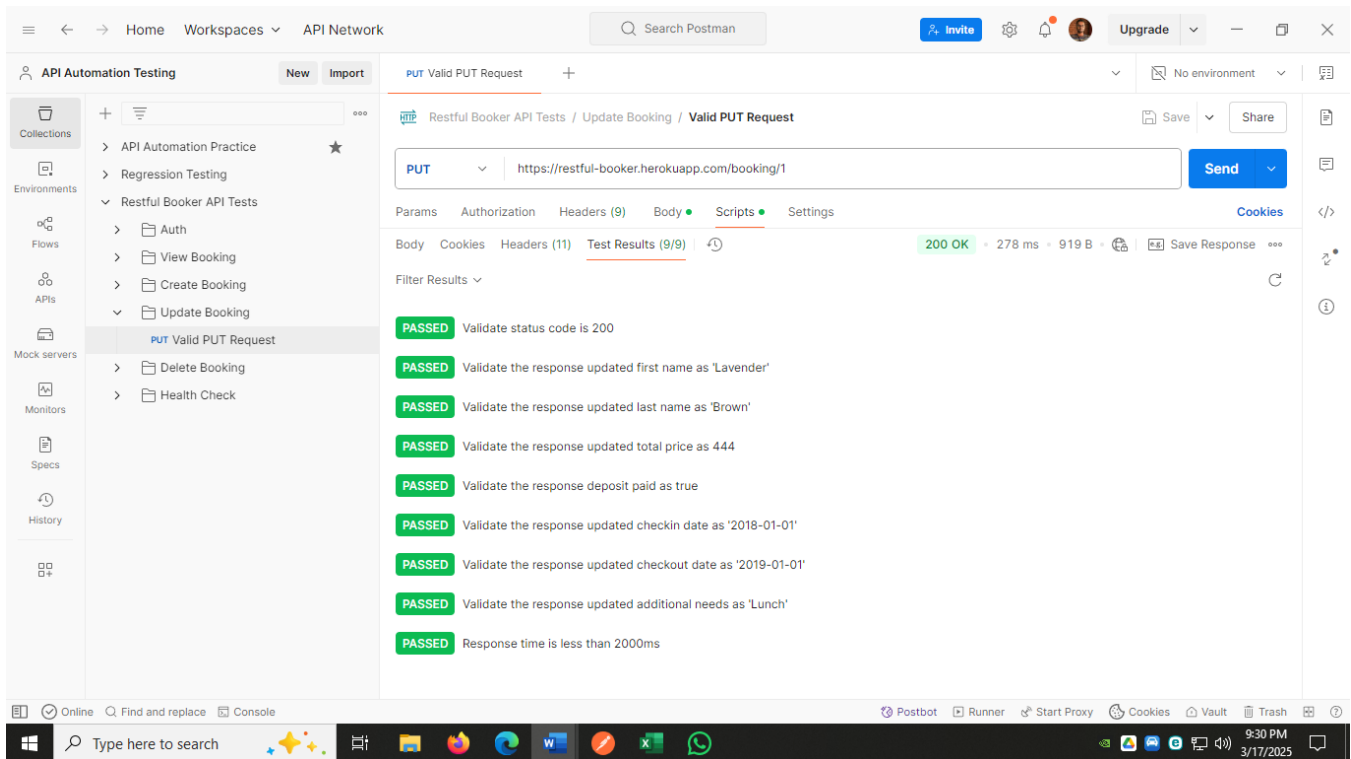 Home Workspaces API Network Search Postman Invite Upgrade
API Automation Testing New Import PUT Valid PUT Request No environment
Collections
Environments
Flows
APIs
Mock servers
Monitors
Specs
History
API Automation Practice
Regression Testing
Restful Booker API Tests
Auth
View Booking
Create Booking
Update Booking
PUT Valid PUT Request
Delete Booking
Health Check
HTTP Restful Booker API Tests / Update Booking / Valid PUT Request Save Share
PUT https://restful-booker.herokuapp.com/booking/1 Send
Params Authorization Headers (9) Body Scripts Settings Cookies
Body Cookies Headers (11) Test Results (9/9) 200 OK 278 ms 919 B e.g. Save Response
Filter Results
PASSED Validate status code is 200
PASSED Validate the response updated first name as 'Lavender'
PASSED Validate the response updated last name as 'Brown'
PASSED Validate the response updated total price as 444
PASSED Validate the response deposit paid as true
PASSED Validate the response updated checkin date as '2018-01-01'
PASSED Validate the response updated checkout date as '2019-01-01'
PASSED Validate the response updated additional needs as 'Lunch'
PASSED Response time is less than 2000ms
Online Find and replace Console Postbot Runner Start Proxy Cookies Vault Trash
Type here to search 9:30 PM
3/17/2025